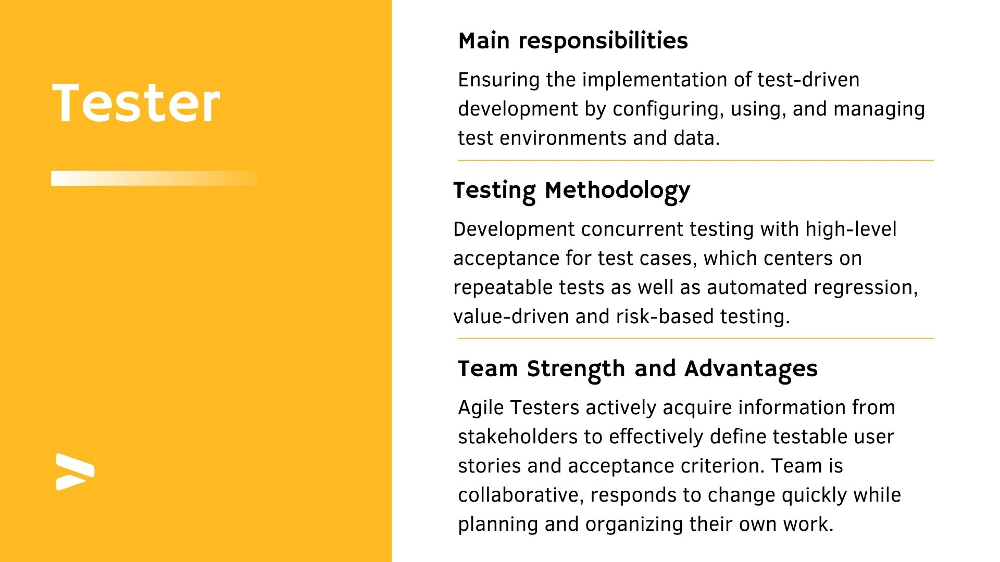 Tester
Main responsibilities
Ensuring the implementation of test-driven
development by configuring, using, and managing
test environments and data.
Testing Methodology
Development concurrent testing with high-level
acceptance for test cases, which centers on
repeatable tests as well as automated regression,
value-driven and risk-based testing.
Team Strength and Advantages
Agile Testers actively acquire information from
stakeholders to effectively define testable user
stories and acceptance criterion. Team is
collaborative, responds to change quickly while
planning and organizing their own work.